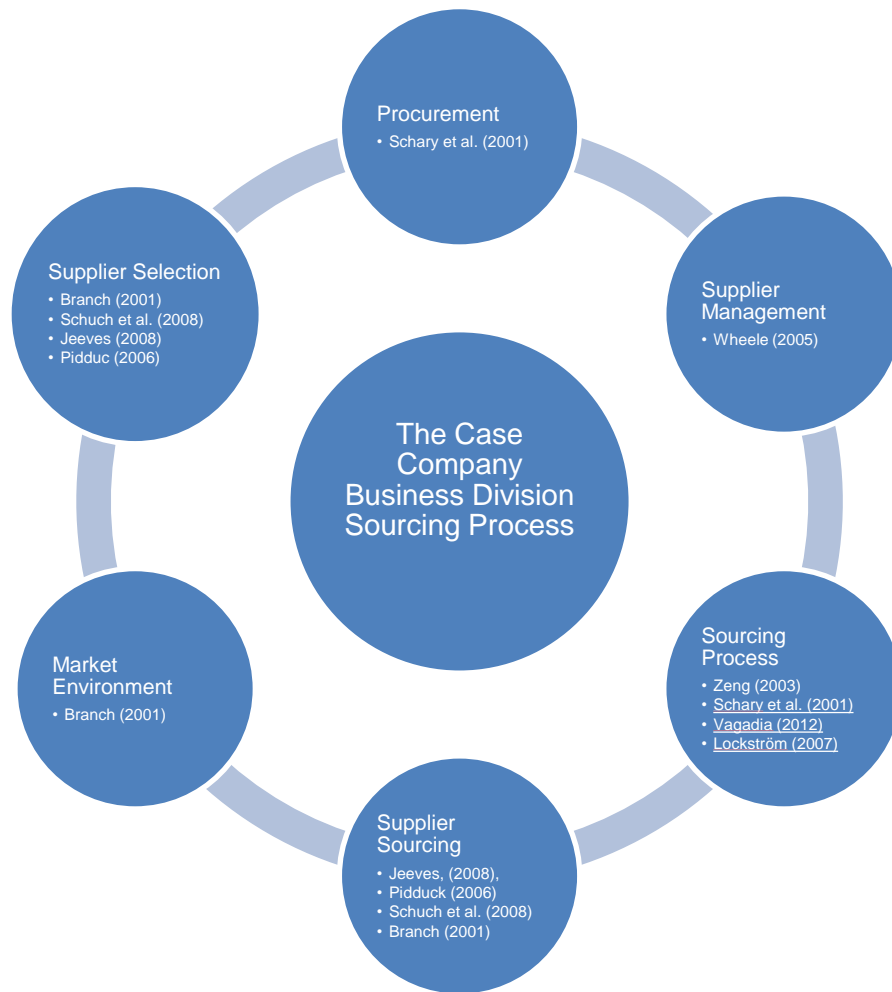 Procurement
• Schary et al. (2001)
Supplier Selection
• Branch (2001)
• Schuch et al. (2008)
• Jeeves (2008)
• Pidduc (2006)
Supplier
Management
• Wheele (2005)
The Case
Company
Business Division
Sourcing Process
Market
Environment
• Branch (2001)
Sourcing
Process
• Zeng (2003)
• Schary et al. (2001)
• Vagadia (2012)
• Lockström (2007)
Supplier
Sourcing
• Jeeves, (2008),
• Pidduck (2006)
• Schuch et al. (2008)
• Branch (2001)